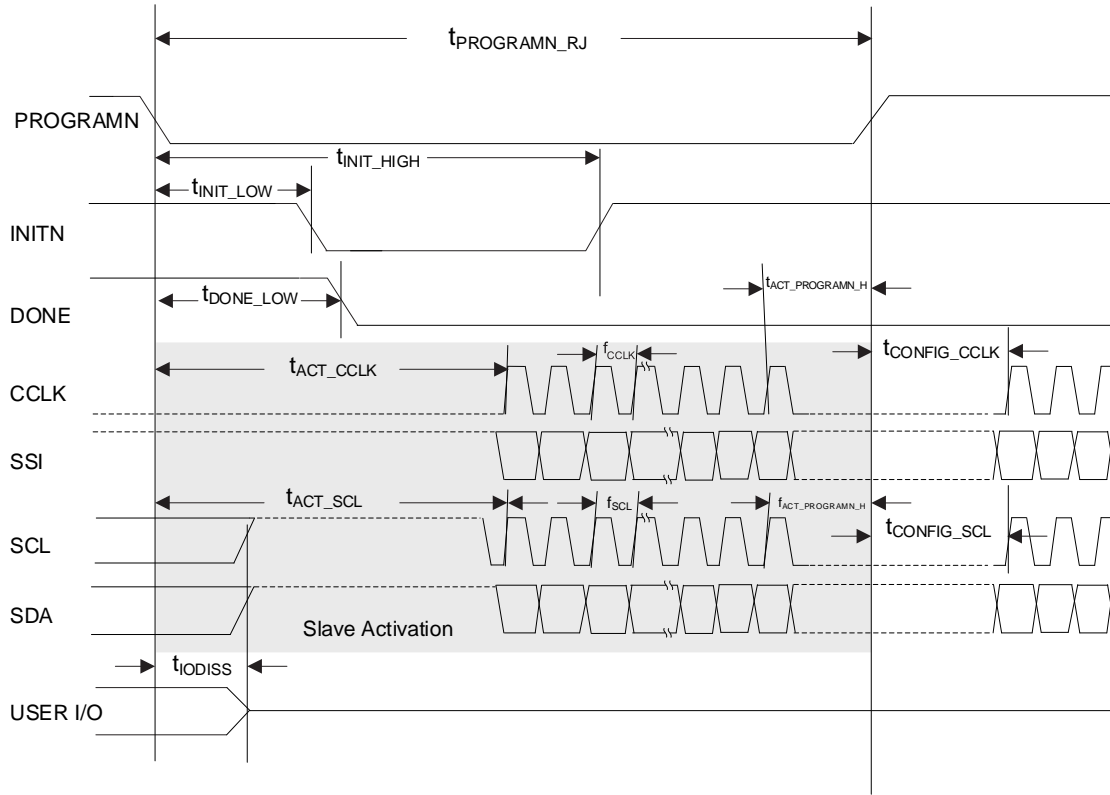 tPROGRAMN_RJ
PROGRAMN
tINIT_HIGH
tINIT_LOW
INITN
tDONE_LOW
tACT_PROGRAMN_H
DONE
tACT_CCLK
fCCLK
tCONFIG_CCLK
CCLK
SSI
tACT_SCL
fSCL
fACT_PROGRAMN_H
tCONFIG_SCL
SCL
SDA
Slave Activation
tIODISS
USER I/O